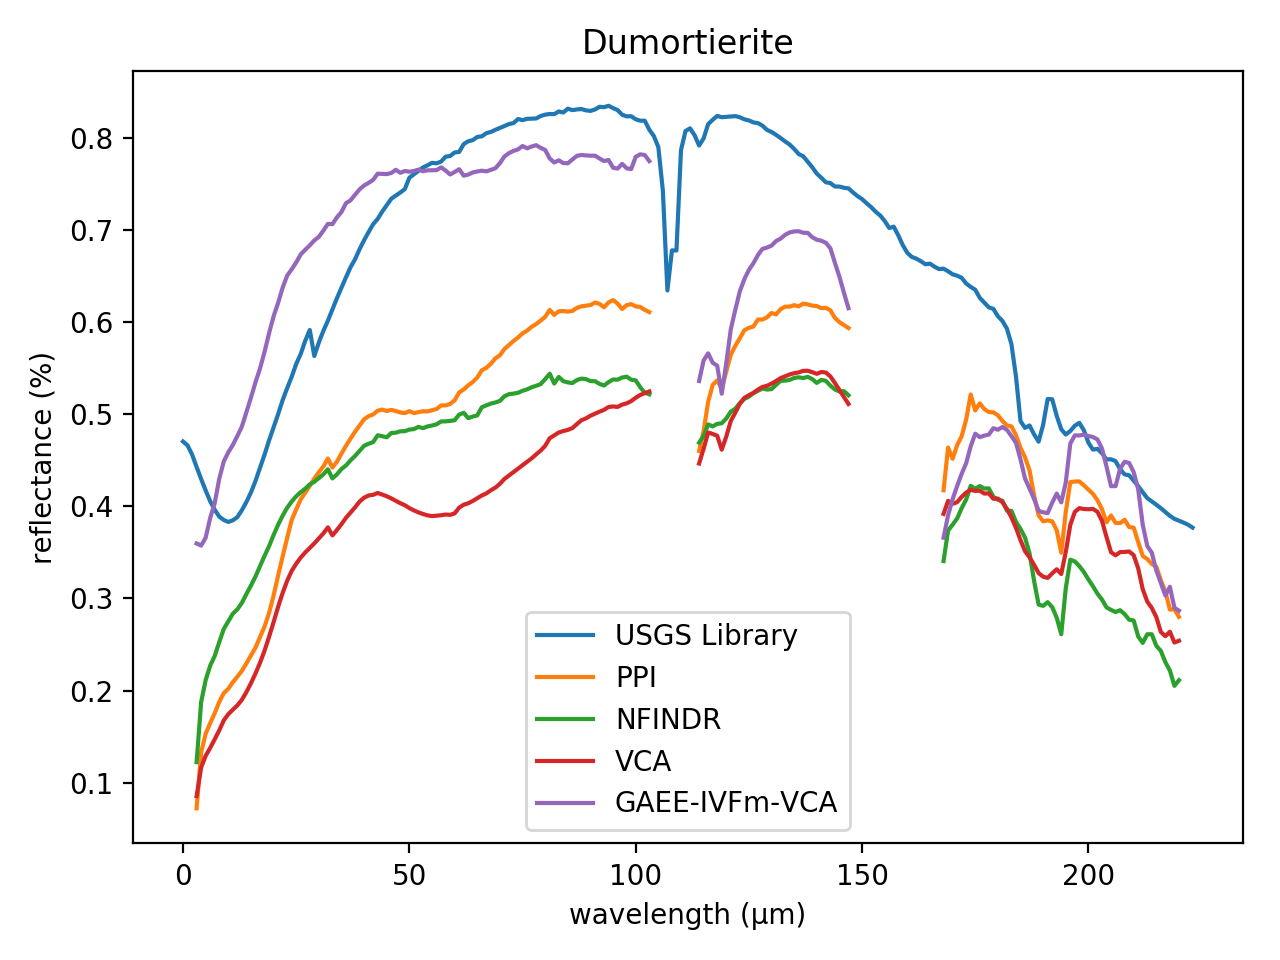 Dumortierite
reflectance (%)
0.8
0.7
0.6
0.5
0.4
0.3
0.2
0.1
USGS Library
PPI
NFINDR
VCA
GAEE-IVFm-VCA
0 50 100 150 200
wavelength (μm)